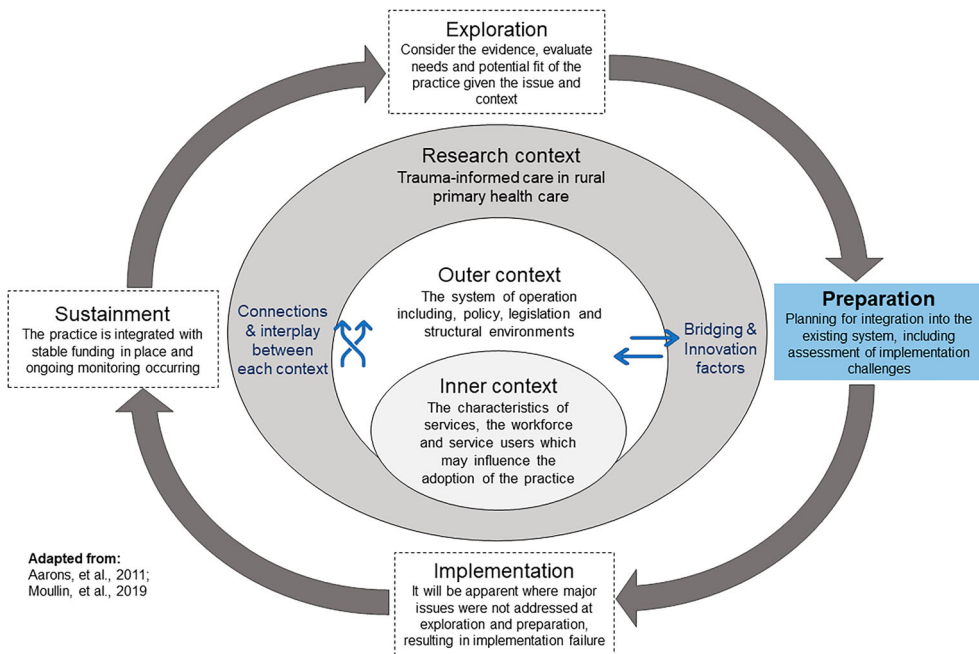 Exploration
Consider the evidence, evaluate
needs and potential fit of the
practice given the issue and
context
Research context
Trauma-informed care in rural
primary health care
Outer context
The system of operation
including, policy, legislation and
structural environments
Connections
& interplay
between
each context
Bridging &
Innovation
factors
Inner context
The characteristics of
services, the workforce
and service users which
may influence the
adoption of the practice
Sustainment
The practice is integrated with
stable funding in place and
ongoing monitoring occurring
Preparation
Planning for integration into the
existing system, including
assessment of implementation
challenges
Implementation
It will be apparent where major
issues were not addressed at
exploration and preparation,
resulting in implementation failure
Adapted from:
Aarons, et al., 2011;
Moullin, et al., 2019